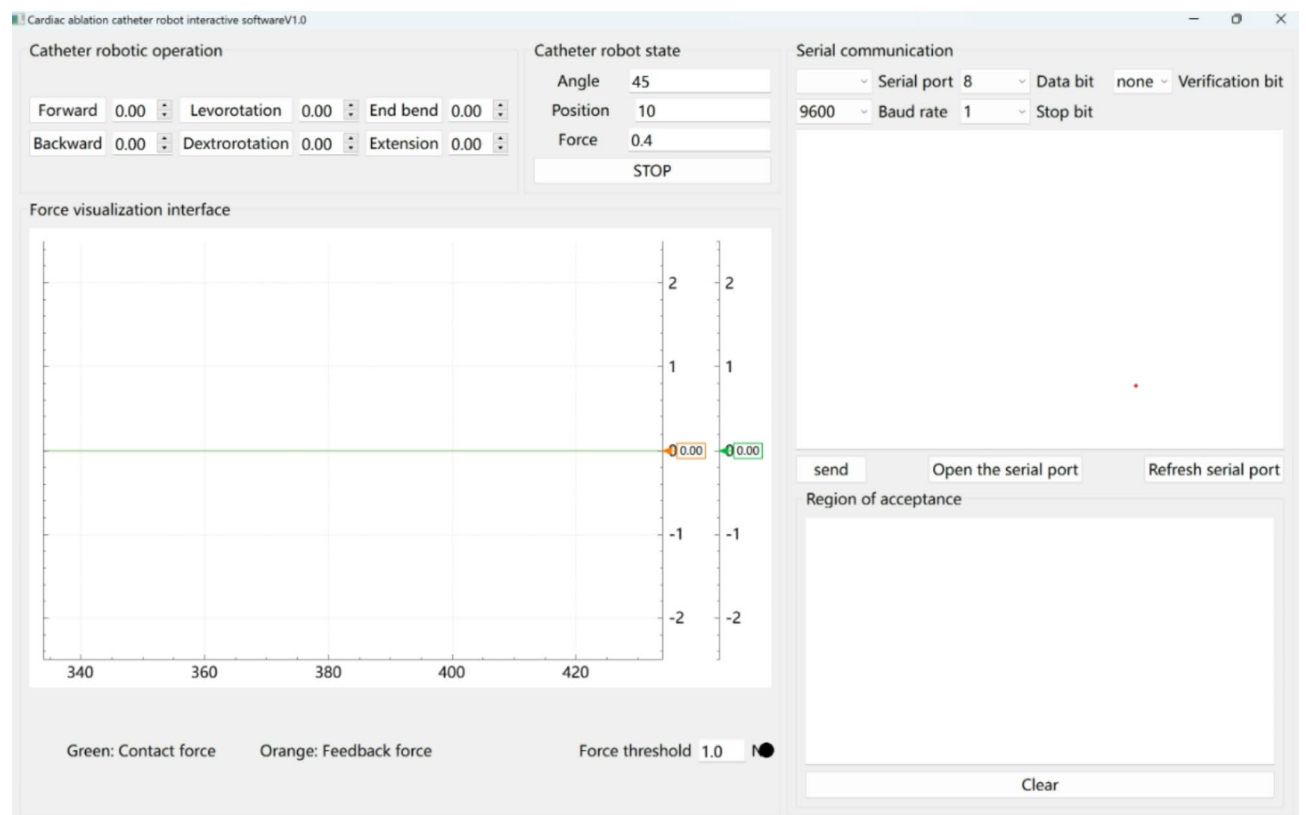 Cardiac ablation catheter robot interactive softwareV1.0
Catheter robotic operation
Forward 0.00 Levorotation 0.00 End bend 0.00
Backward 0.00 Dextrorotation 0.00 Extension 0.00
Catheter robot state
Angle 45
Position 10
Force 0.4
STOP
Serial communication
Serial port 8 Data bit none Verification bit
9600 Baud rate 1 Stop bit
send Open the serial port Refresh serial port
Region of acceptance
Clear
Force visualization interface
2 2
1 1
0 0.00 0 0.00
-1 -1
-2 -2
340 360 380 400 420
Green: Contact force Orange: Feedback force Force threshold 1.0 N